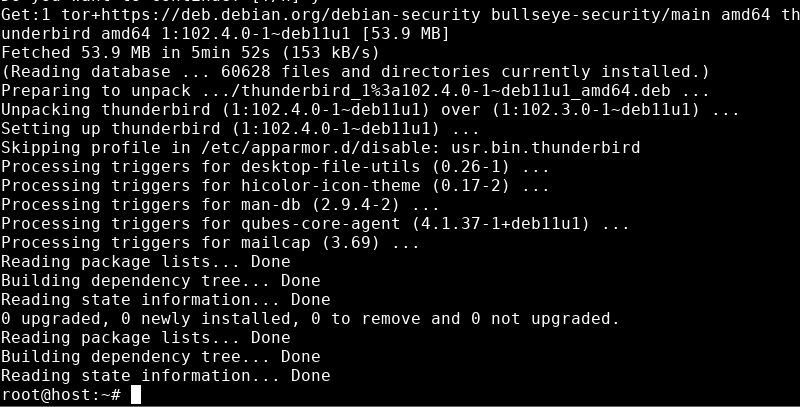 Get:1 tor+https://deb.debian.org/debian-security bullseye-security/main amd64 th
underbird amd64 1:102.4.0-1~deb11u1 [53.9 MB]
Fetched 53.9 MB in 5min 52s (153 kB/s)
(Reading database ... 60628 files and directories currently installed.)
Preparing to unpack .../thunderbird_1%3a102.4.0-1~deb11u1_amd64.deb ...
Unpacking thunderbird (1:102.4.0-1~deb11u1) over (1:102.3.0-1~deb11u1) ...
Setting up thunderbird (1:102.4.0-1~deb11u1) ...
Skipping profile in /etc/apparmor.d/disable: usr.bin.thunderbird
Processing triggers for desktop-file-utils (0.26-1) ...
Processing triggers for hicolor-icon-theme (0.17-2) ...
Processing triggers for man-db (2.9.4-2) ...
Processing triggers for qubes-core-agent (4.1.37-1+deb11u1) ...
Processing triggers for mailcap (3.69) ...
Reading package lists... Done
Building dependency tree... Done
Reading state information... Done
0 upgraded, 0 newly installed, 0 to remove and 0 not upgraded.
Reading package lists... Done
Building dependency tree... Done
Reading state information... Done
root@host:~#